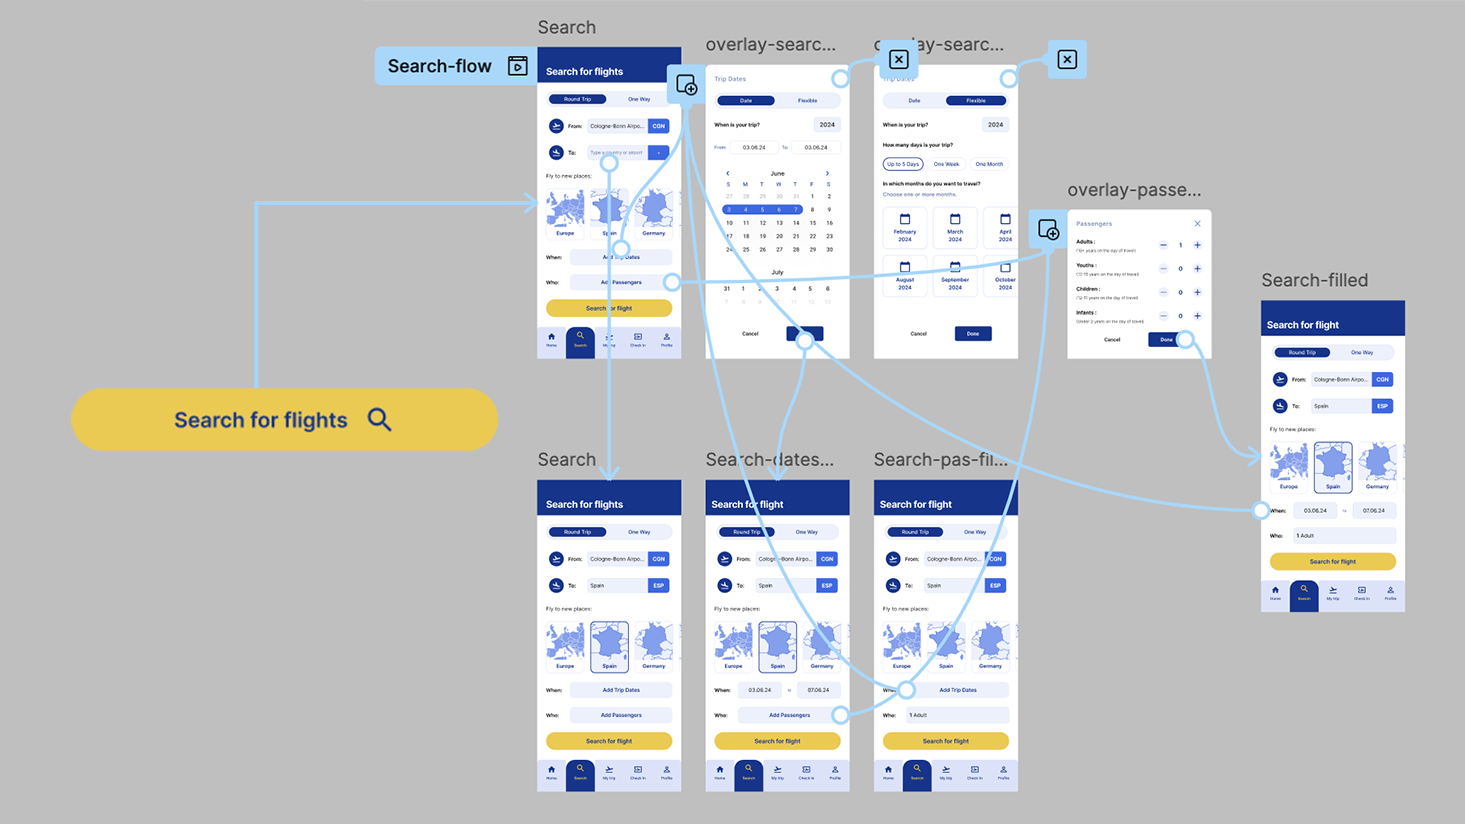 Search
Search-flow
Search for flights
Round Trip
One Way
From:
Cologne-Bonn Airpo...
CGN
To:
Type a country or airport
-
Fly to new places:
Europe
Spain
Germany
When:
Add Trip Dates
Who:
Add Passengers
Search for flight
Home
Search
My trip
Check In
Profile
overlay-searc...
Trip Dates
Date
Flexible
When is your trip?
2024
From
03.06.24
To
03.06.24
June
S M T W T F S
27 28 29 30 31 1 2
3 4 5 6 7 8 9
10 11 12 13 14 15 16
17 18 19 20 21 22 23
24 25 26 27 28 29 30
July
31 1 2 3 4 5 6
7 8 9 10 11 12 13
Cancel
overlay-searc...
Trip Dates
Date
Flexible
When is your trip?
2024
How many days is your trip?
Up to 5 Days
One Week
One Month
In which months do you want to travel?
Choose one or more months.
February
2024
March
2024
April
2024
August
2024
September
2024
October
2024
Cancel
Done
overlay-passe...
Passengers
Adults :
1
Youths :
0
Children :
0
Infants :
0
Cancel
Done
Search-filled
Search for flight
Round Trip
One Way
From:
Cologne-Bonn Airpo...
CGN
To:
Spain
ESP
Fly to new places:
Europe
Spain
Germany
When:
03.06.24
to
07.06.24
Who:
1 Adult
Search for flight
Home
Search
My trip
Check In
Profile
Search for flights
Search
Search for flights
Round Trip
One Way
From:
Cologne-Bonn Airpo...
CGN
To:
Spain
ESP
Fly to new places:
Europe
Spain
Germany
When:
Add Trip Dates
Who:
Add Passengers
Search for flight
Home
Search
My trip
Check In
Profile
Search-dates...
Search for flight
Round Trip
One Way
From:
Cologne-Bonn Airpo...
CGN
To:
Spain
ESP
Fly to new places:
Europe
Spain
Germany
When:
03.06.24
to
07.06.24
Who:
Add Passengers
Search for flight
Home
Search
My trip
Check In
Profile
Search-pas-fil...
Search for flight
Round Trip
One Way
From:
Cologne-Bonn Airpo...
CGN
To:
Spain
ESP
Fly to new places:
Europe
Spain
Germany
When:
Add Trip Dates
Who:
1 Adult
Search for flight
Home
Search
My trip
Check In
Profile